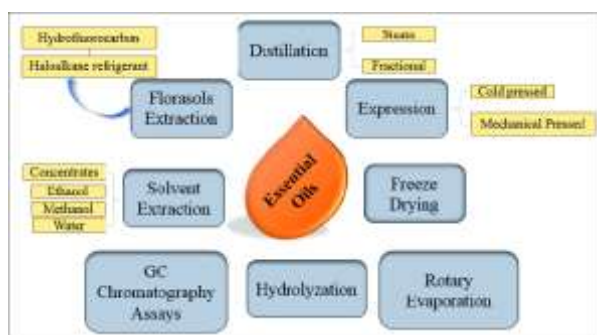 Hydrofluorocarbon
Haloalkane refrigerant
Florasols
Extraction
Distillation
Steam
Fractional
Expression
Cold pressed
Mechanical Pressed
Concentrates
Ethanol
Methanol
Water
Solvent
Extraction
Essential
Oils
Freeze
Drying
GC
Chromatography
Assays
Hydrolyzation
Rotary
Evaporation